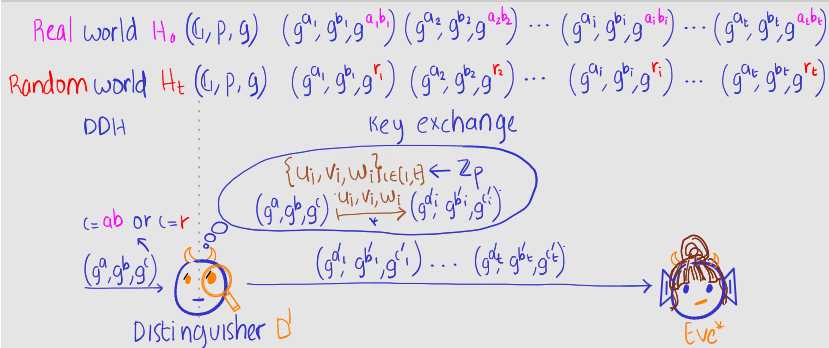 Real world H₀ (G, p, g) (g^{a₁}, g^{b₁}, g^{a₁b₁}) (g^{a₂}, g^{b₂}, g^{a₂b₂}) ... (g^{aᵢ}, g^{bᵢ}, g^{aᵢbᵢ}) ... (g^{aₜ}, g^{bₜ}, g^{aₜbₜ})
Random world Hₜ (G, p, g) (g^{a₁}, g^{b₁}, g^{r₁}) (g^{a₂}, g^{b₂}, g^{r₂}) ... (g^{aᵢ}, g^{bᵢ}, g^{rᵢ}) ... (g^{aₜ}, g^{bₜ}, g^{rₜ})
DDH Key exchange
{uᵢ, vᵢ, wᵢ}_{i∈[1,t]} ← ℤp
(g^a, g^b, g^c) uᵢ, vᵢ, wᵢ ↦ * (g^{a'ᵢ}, g^{b'ᵢ}, g^{c'ᵢ})
c=ab or c=r
(g^a, g^b, g^c) (g^{a'₁}, g^{b'₁}, g^{c'₁}) ... (g^{a'ₜ}, g^{b'ₜ}, g^{c'ₜ})
Distinguisher D' Eve*